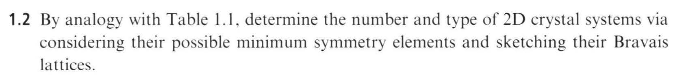 1.2 By analogy with Table 1.1, determine the number and type of 2D crystal systems via
considering their possible minimum symmetry elements and sketching their Bravais
lattices.